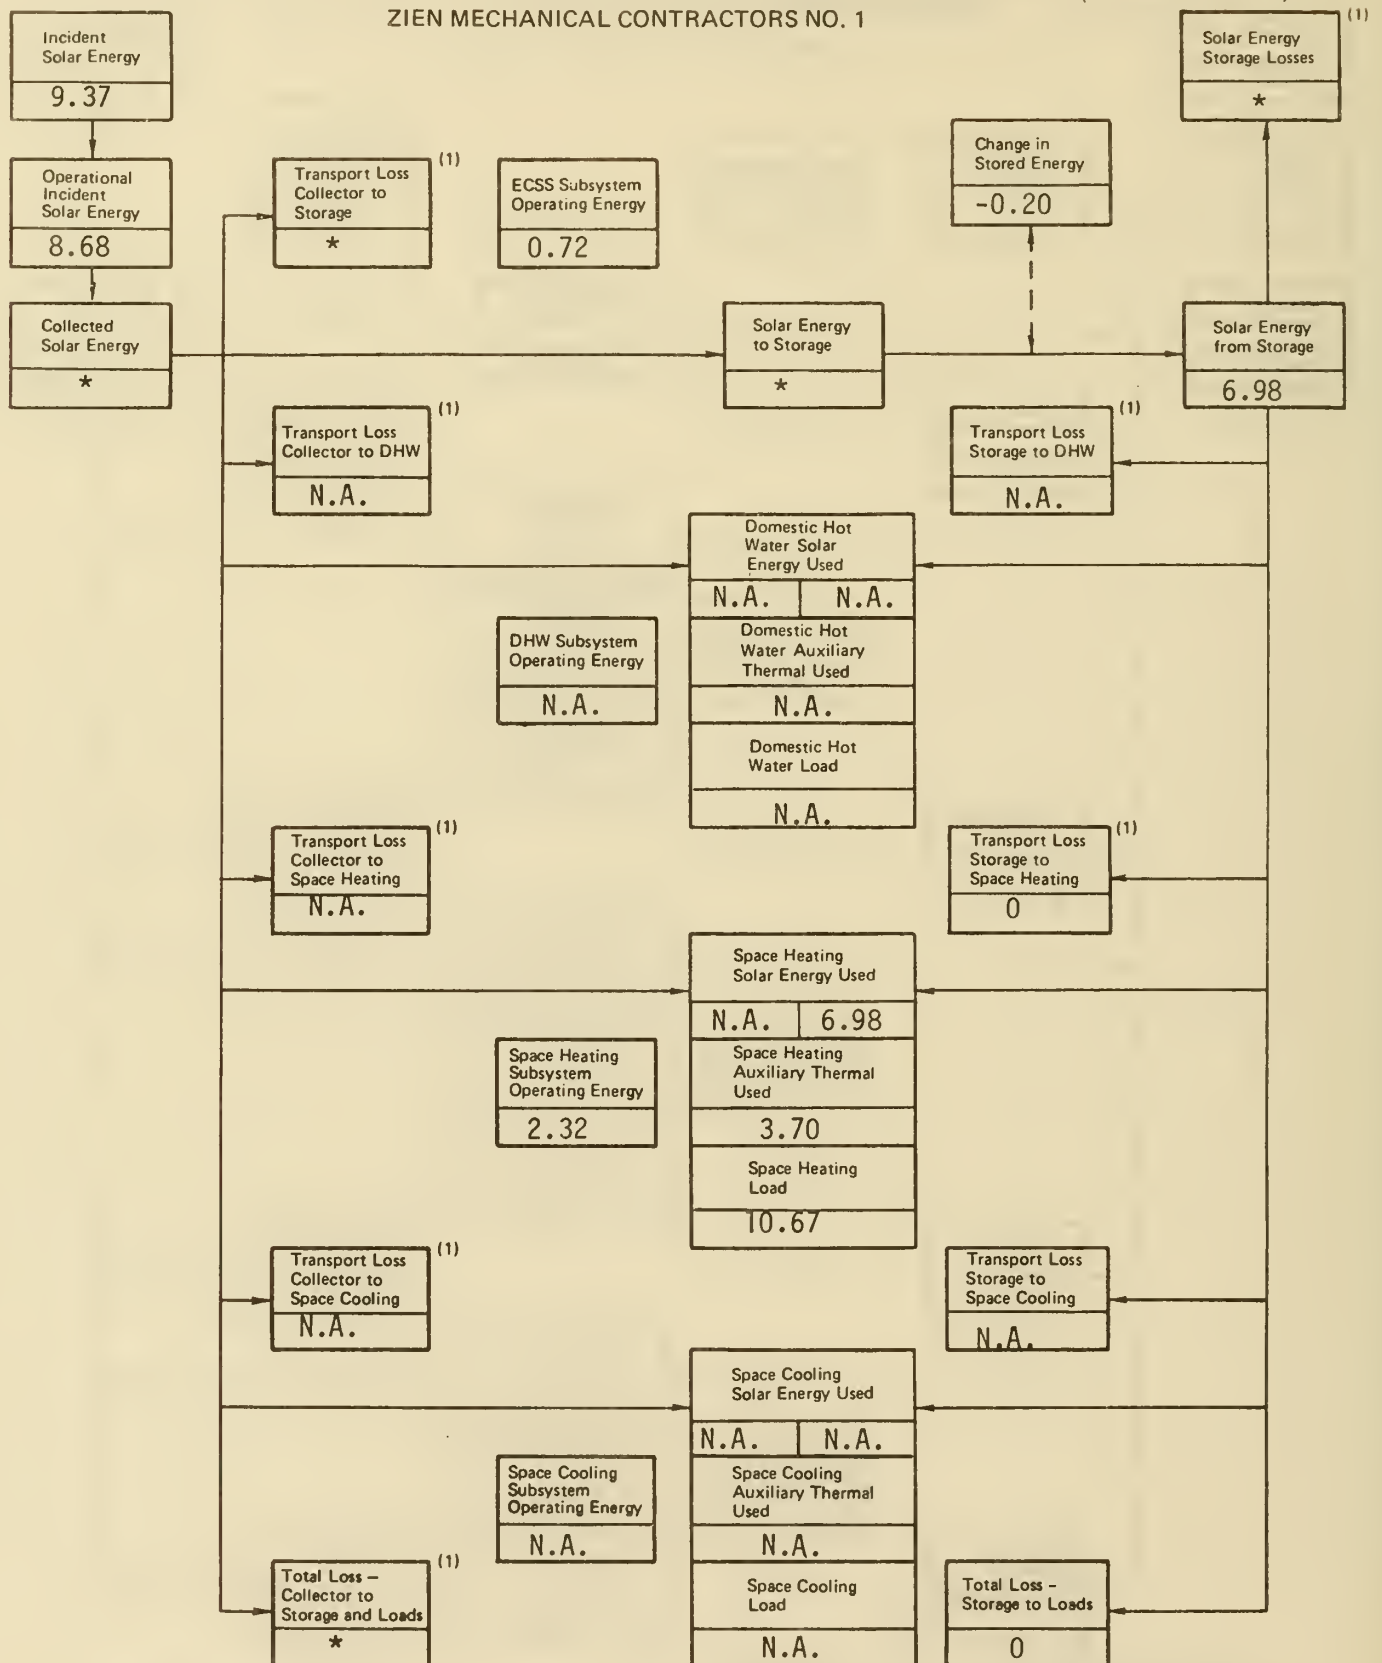 ZIEN MECHANICAL CONTRACTORS NO. 1
Incident
Solar Energy
9.37
Solar Energy
Storage Losses
(1)
*
Operational
Incident
Solar Energy
8.68
Transport Loss
Collector to
Storage
(1)
*
ECSS Subsystem
Operating Energy
0.72
Change in
Stored Energy
-0.20
Collected
Solar Energy
*
Solar Energy
to Storage
*
Solar Energy
from Storage
6.98
Transport Loss
Collector to DHW
(1)
N.A.
Transport Loss
Storage to DHW
(1)
N.A.
Domestic Hot
Water Solar
Energy Used
N.A. N.A.
DHW Subsystem
Operating Energy
N.A.
Domestic Hot
Water Auxiliary
Thermal Used
N.A.
Domestic Hot
Water Load
N.A.
Transport Loss
Collector to
Space Heating
(1)
N.A.
Transport Loss
Storage to
Space Heating
(1)
0
Space Heating
Solar Energy Used
N.A. 6.98
Space Heating
Subsystem
Operating Energy
2.32
Space Heating
Auxiliary Thermal
Used
3.70
Space Heating
Load
10.67
Transport Loss
Collector to
Space Cooling
(1)
N.A.
Transport Loss
Storage to
Space Cooling
N.A.
Space Cooling
Solar Energy Used
N.A. N.A.
Space Cooling
Subsystem
Operating Energy
N.A.
Space Cooling
Auxiliary Thermal
Used
N.A.
Space Cooling
Load
N.A.
Total Loss –
Collector to
Storage and Loads
(1)
*
Total Loss –
Storage to Loads
0